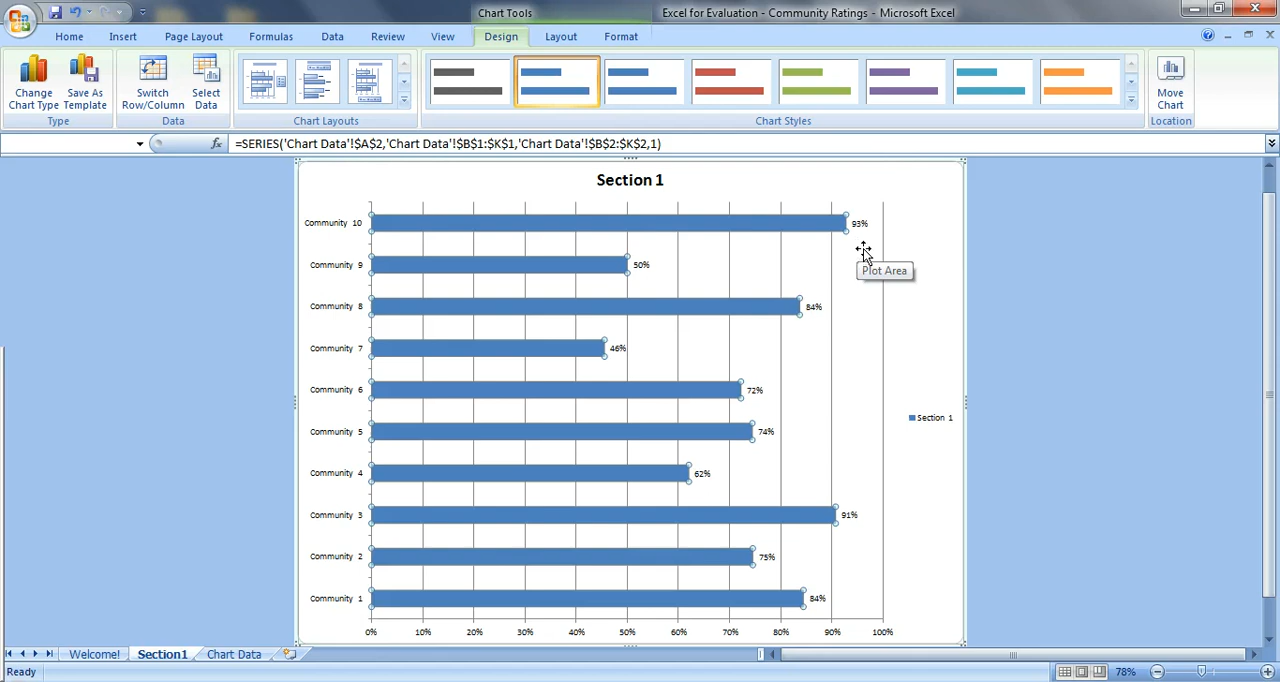 Chart Tools
Excel for Evaluation - Community Ratings - Microsoft Excel
Home Insert Page Layout Formulas Data Review View Design Layout Format
Change Chart Type
Save As Template
Switch Row/Column
Select Data
Move Chart
Type Data Chart Layouts Chart Styles Location
fx =SERIES('Chart Data'!$A$2,'Chart Data'!$B$1:$K$1,'Chart Data'!$B$2:$K$2,1)
Section 1
Community 10 93%
Plot Area
Community 9 50%
Community 8 84%
Community 7 46%
Community 6 72%
Section 1
Community 5 74%
Community 4 62%
Community 3 91%
Community 2 75%
Community 1 84%
0% 10% 20% 30% 40% 50% 60% 70% 80% 90% 100%
Welcome! Section1 Chart Data
Ready 78%